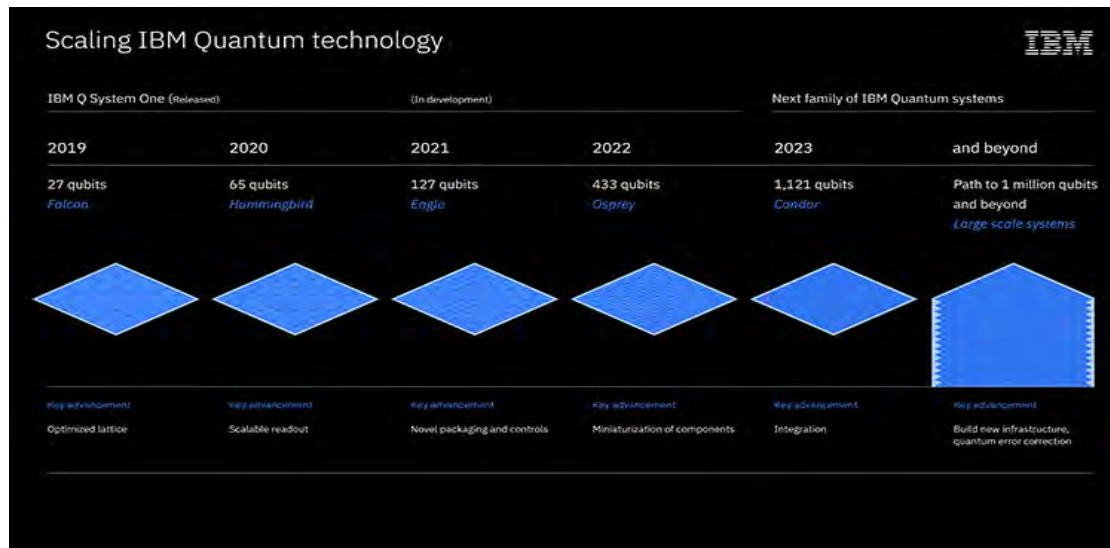 Scaling IBM Quantum technology
IBM
IBM Q System One (Released)
(In development)
Next family of IBM Quantum systems
2019
2020
2021
2022
2023
and beyond
27 qubits
Falcon
65 qubits
Hummingbird
127 qubits
Eagle
433 qubits
Osprey
1,121 qubits
Condor
Path to 1 million qubits
and beyond
Large scale systems
Key advancement
Optimized lattice
Key advancement
Scalable readout
Key advancement
Novel packaging and controls
Key advancement
Miniaturization of components
Key advancement
Integration
Key advancement
Build new infrastructure,
quantum error correction